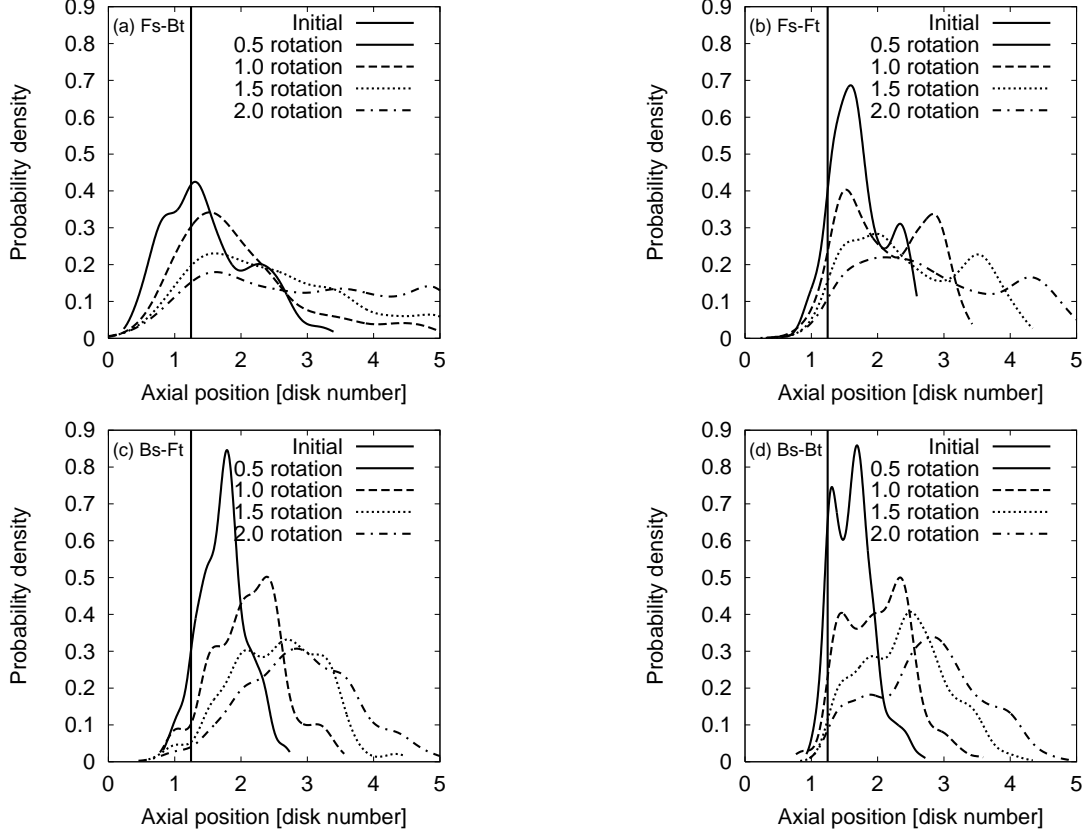 (a) Fs-Bt
Initial
0.5 rotation
1.0 rotation
1.5 rotation
2.0 rotation
0.9
0.8
0.7
0.6
0.5
0.4
0.3
0.2
0.1
0
0 1 2 3 4 5
Probability density
Axial position [disk number]
(b) Fs-Ft
Initial
0.5 rotation
1.0 rotation
1.5 rotation
2.0 rotation
0.9
0.8
0.7
0.6
0.5
0.4
0.3
0.2
0.1
0
0 1 2 3 4 5
Probability density
Axial position [disk number]
(c) Bs-Ft
Initial
0.5 rotation
1.0 rotation
1.5 rotation
2.0 rotation
0.9
0.8
0.7
0.6
0.5
0.4
0.3
0.2
0.1
0
0 1 2 3 4 5
Probability density
Axial position [disk number]
(d) Bs-Bt
Initial
0.5 rotation
1.0 rotation
1.5 rotation
2.0 rotation
0.9
0.8
0.7
0.6
0.5
0.4
0.3
0.2
0.1
0
0 1 2 3 4 5
Probability density
Axial position [disk number]